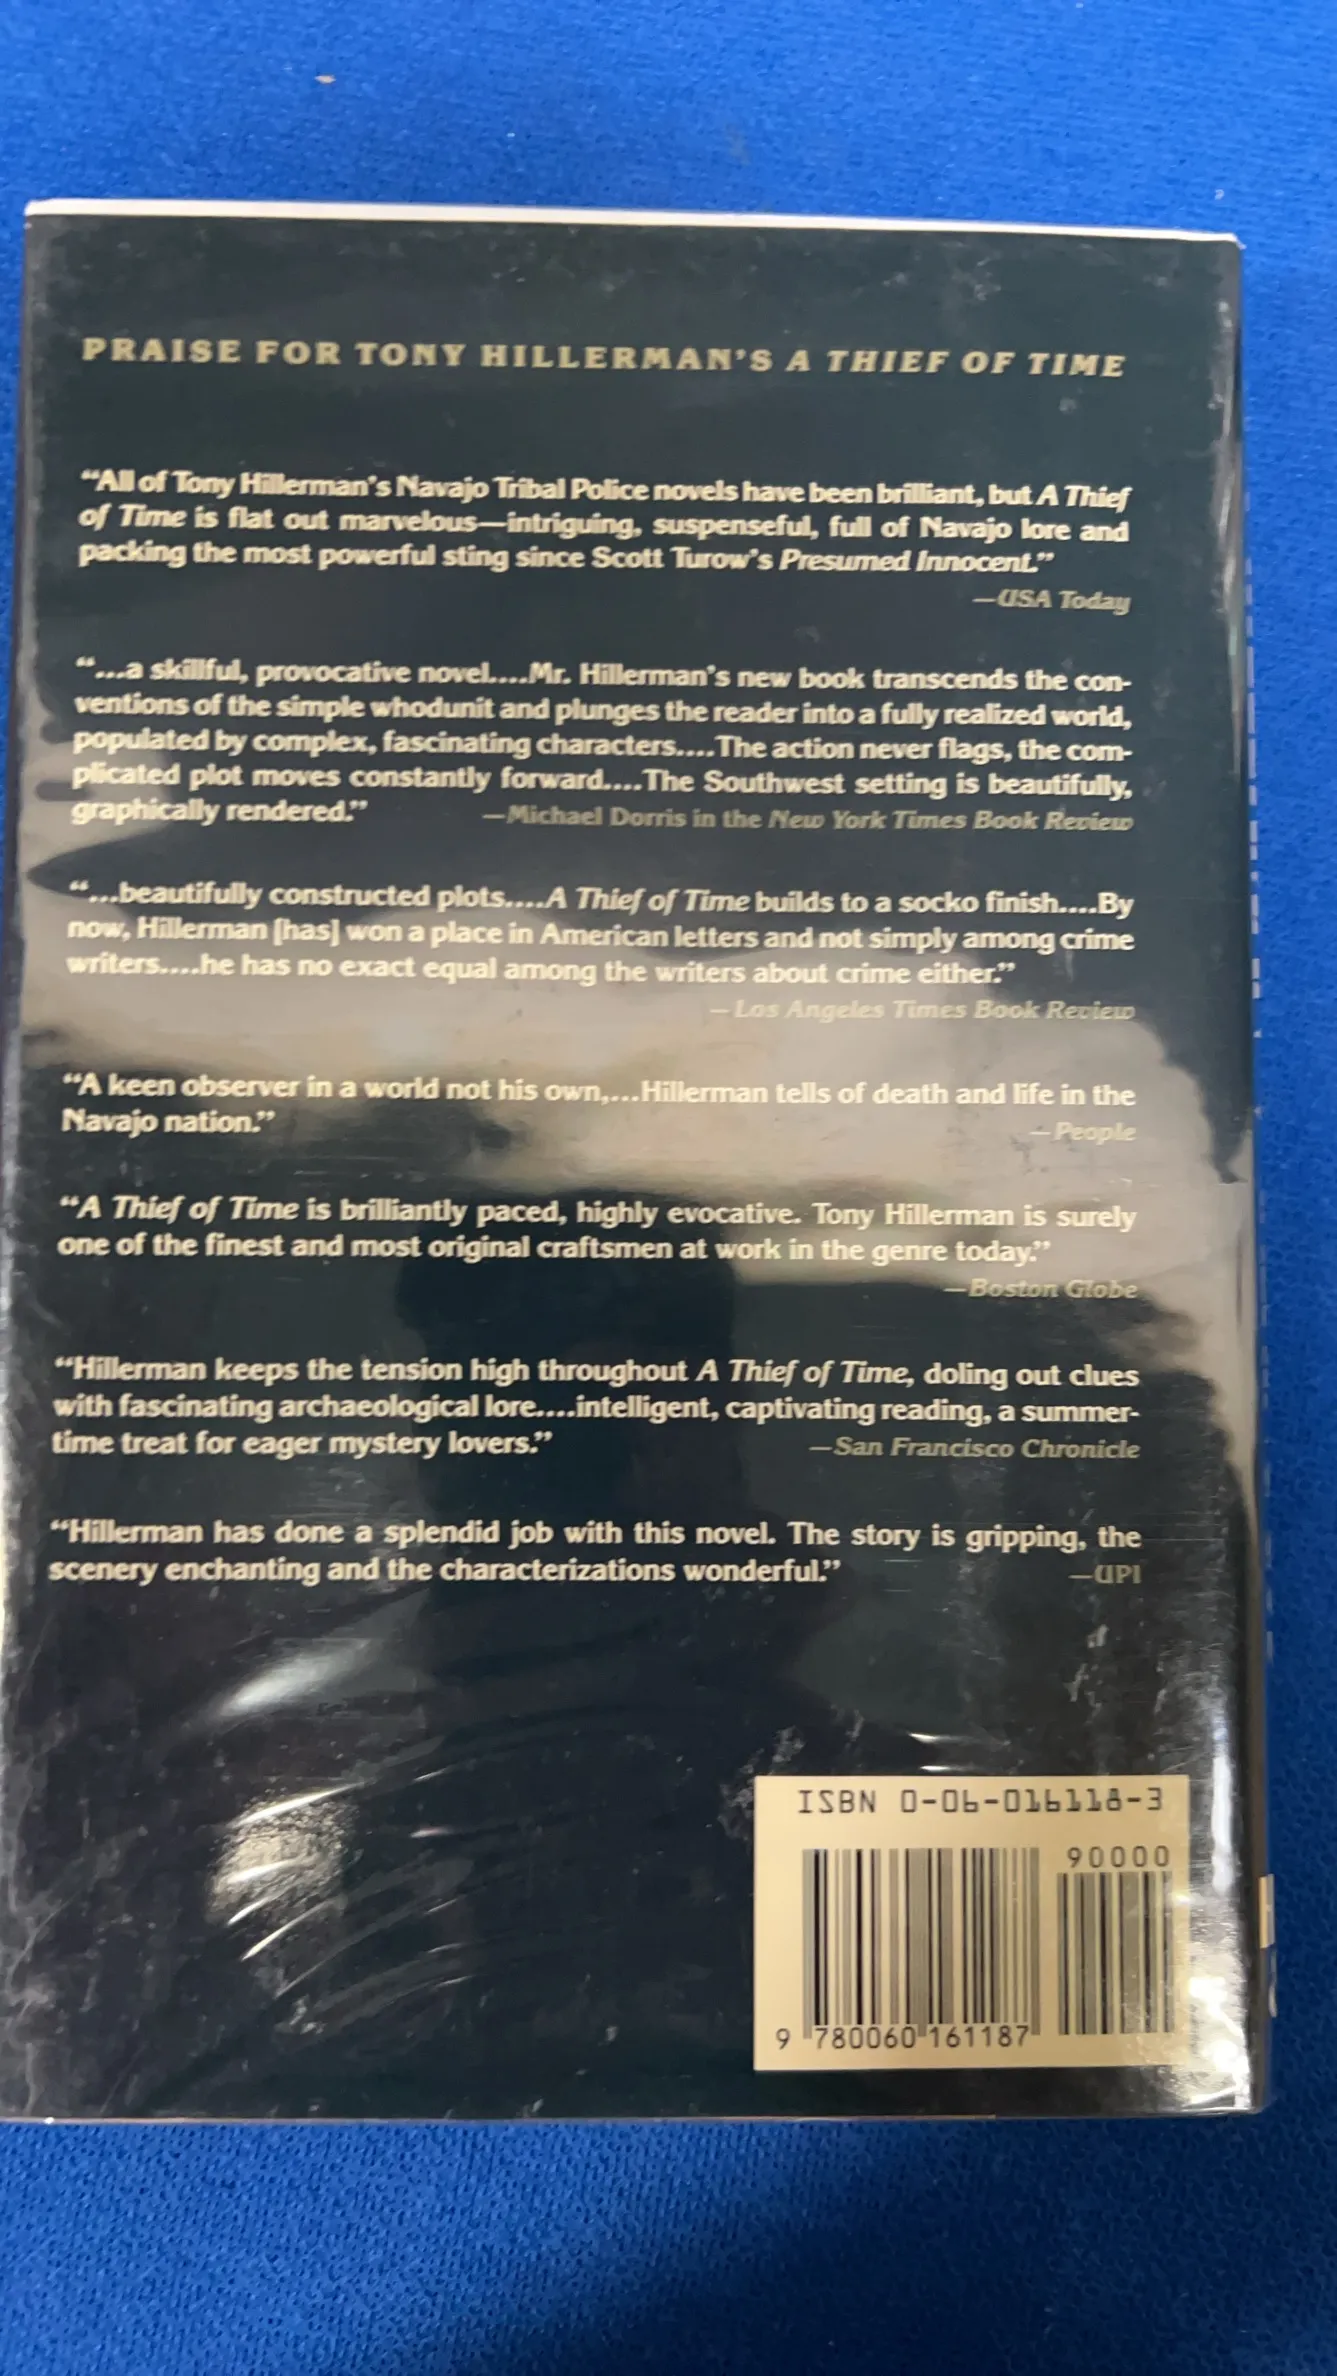 PRAISE FOR TONY HILLERMAN'S A THIEF OF TIME
“All of Tony Hillerman's Navajo Tribal Police novels have been brilliant, but A Thief
of Time is flat out marvelous—intriguing, suspenseful, full of Navajo lore and
packing the most powerful sting since Scott Turow's Presumed Innocent.”
—USA Today
“...a skillful, provocative novel....Mr. Hillerman's new book transcends the con-
ventions of the simple whodunit and plunges the reader into a fully realized world,
populated by complex, fascinating characters....The action never flags, the com-
plicated plot moves constantly forward....The Southwest setting is beautifully,
graphically rendered.” —Michael Dorris in the New York Times Book Review
“...beautifully constructed plots....A Thief of Time builds to a socko finish....By
now, Hillerman [has] won a place in American letters and not simply among crime
writers....he has no exact equal among the writers about crime either.”
—Los Angeles Times Book Review
“A keen observer in a world not his own,...Hillerman tells of death and life in the
Navajo nation.” —People
“A Thief of Time is brilliantly paced, highly evocative. Tony Hillerman is surely
one of the finest and most original craftsmen at work in the genre today.”
—Boston Globe
“Hillerman keeps the tension high throughout A Thief of Time, doling out clues
with fascinating archaeological lore....intelligent, captivating reading, a summer-
time treat for eager mystery lovers.” —San Francisco Chronicle
“Hillerman has done a splendid job with this novel. The story is gripping, the
scenery enchanting and the characterizations wonderful.” —UPI
ISBN 0-06-016118-3
90000
9 780060 161187